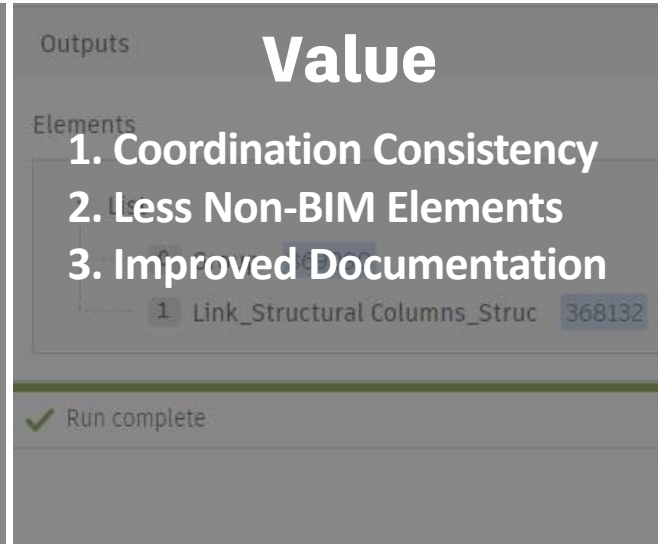 Outputs
Value
Elements
1. Coordination Consistency
2. Less Non-BIM Elements
3. Improved Documentation
1 Link_Structural Columns_Struc 368132
Run complete